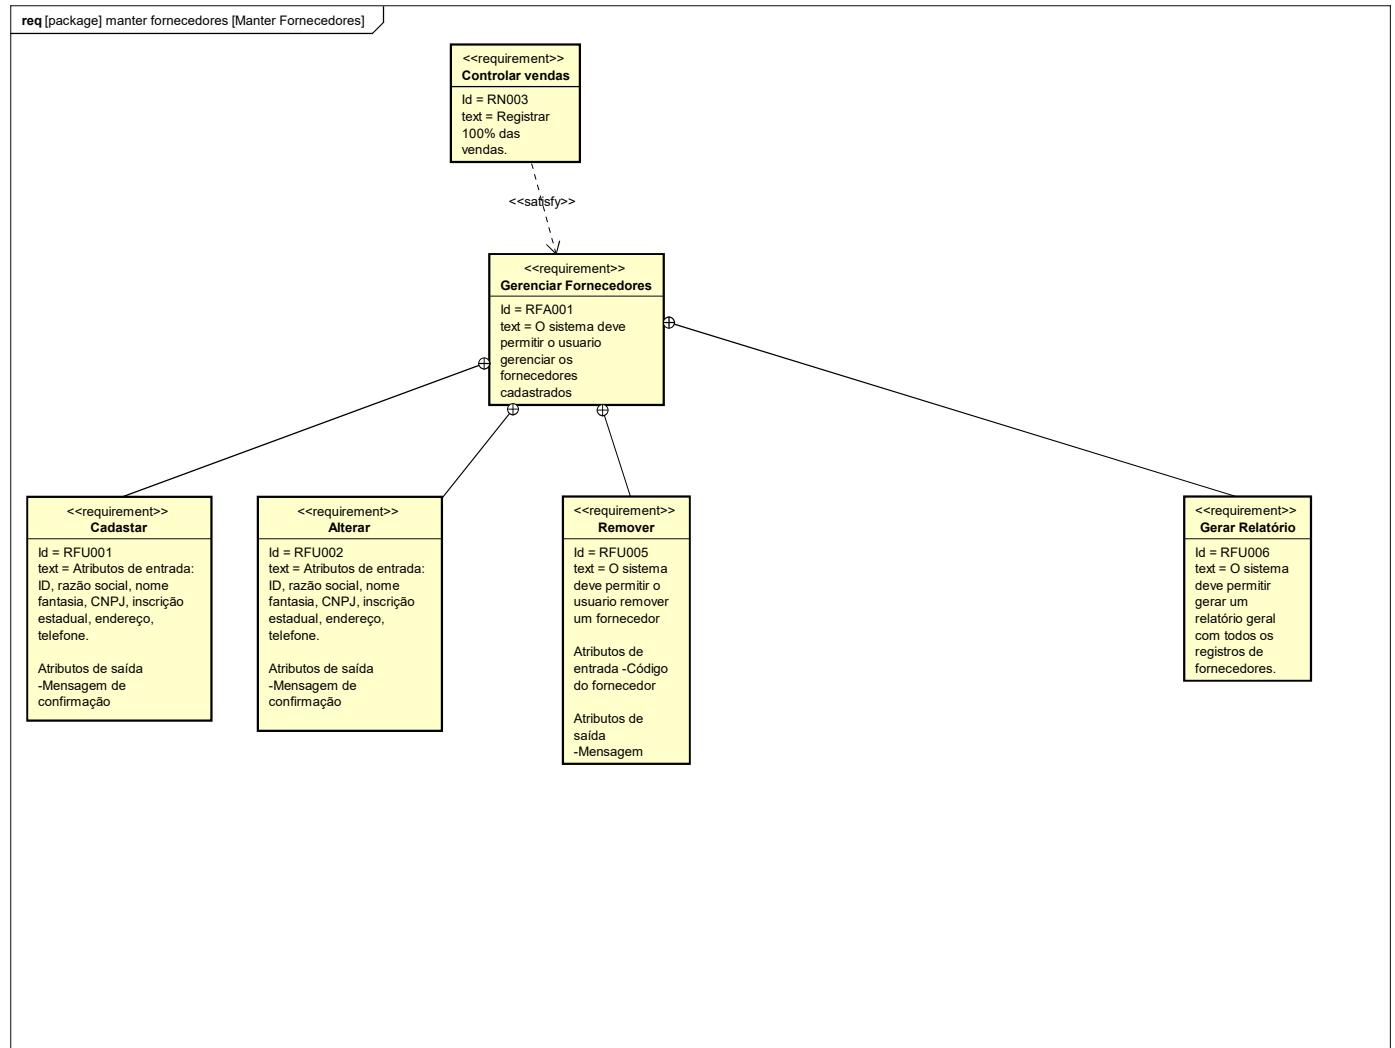 req [package] manter fornecedores [Manter Fornecedores]
<<requirement>>
Controlar vendas
Id = RN003
text = Registrar
100% das
vendas.
<<satisfy>>
<<requirement>>
Gerenciar Fornecedores
Id = RFA001
text = O sistema deve
permitir o usuario
gerenciar os
fornecedores
cadastrados
<<requirement>>
Cadastar
Id = RFU001
text = Atributos de entrada:
ID, razão social, nome
fantasia, CNPJ, inscrição
estadual, endereço,
telefone.
Atributos de saída
-Mensagem de
confirmação
<<requirement>>
Alterar
Id = RFU002
text = Atributos de entrada:
ID, razão social, nome
fantasia, CNPJ, inscrição
estadual, endereço,
telefone.
Atributos de saída
-Mensagem de
confirmação
<<requirement>>
Remover
Id = RFU005
text = O sistema
deve permitir o
usuario remover
um fornecedor
Atributos de
entrada -Código
do fornecedor
Atributos de
saída
-Mensagem
<<requirement>>
Gerar Relatório
Id = RFU006
text = O sistema
deve permitir
gerar um
relatório geral
com todos os
registros de
fornecedores.